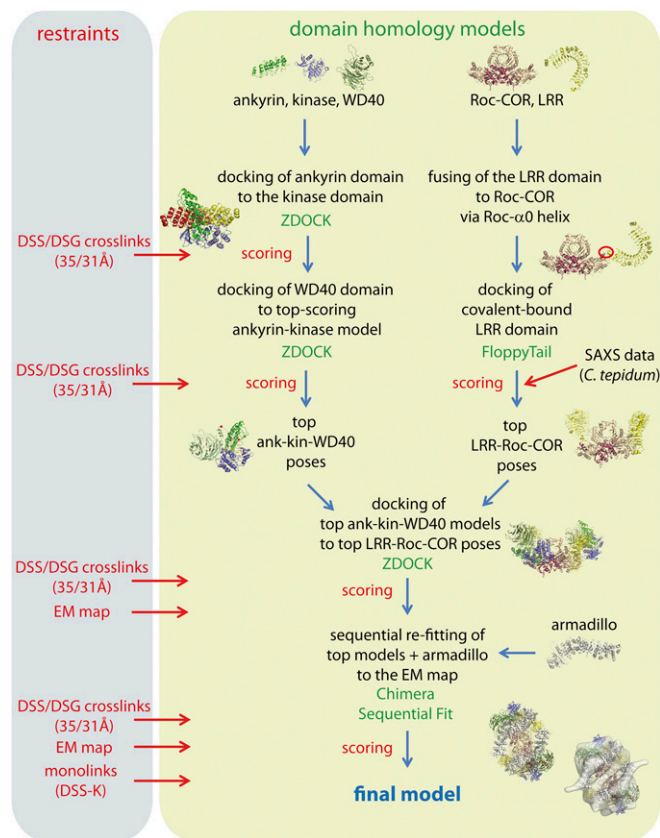 restraints
domain homology models
ankyrin, kinase, WD40
Roc-COR, LRR
docking of ankyrin domain
to the kinase domain
ZDOCK
fusing of the LRR domain
to Roc-COR
via Roc-α0 helix
DSS/DSG crosslinks
(35/31Å)
scoring
docking of WD40 domain
to top-scoring
ankyrin-kinase model
ZDOCK
docking of
covalent-bound
LRR domain
FloppyTail
SAXS data
(C. tepidum)
DSS/DSG crosslinks
(35/31Å)
scoring
scoring
top
ank-kin-WD40
poses
top
LRR-Roc-COR
poses
docking of
top ank-kin-WD40 models
to top LRR-Roc-COR poses
ZDOCK
DSS/DSG crosslinks
(35/31Å)
EM map
scoring
armadillo
sequential re-fitting of
top models + armadillo
to the EM map
Chimera
Sequential Fit
DSS/DSG crosslinks
(35/31Å)
EM map
monolinks
(DSS-K)
scoring
final model